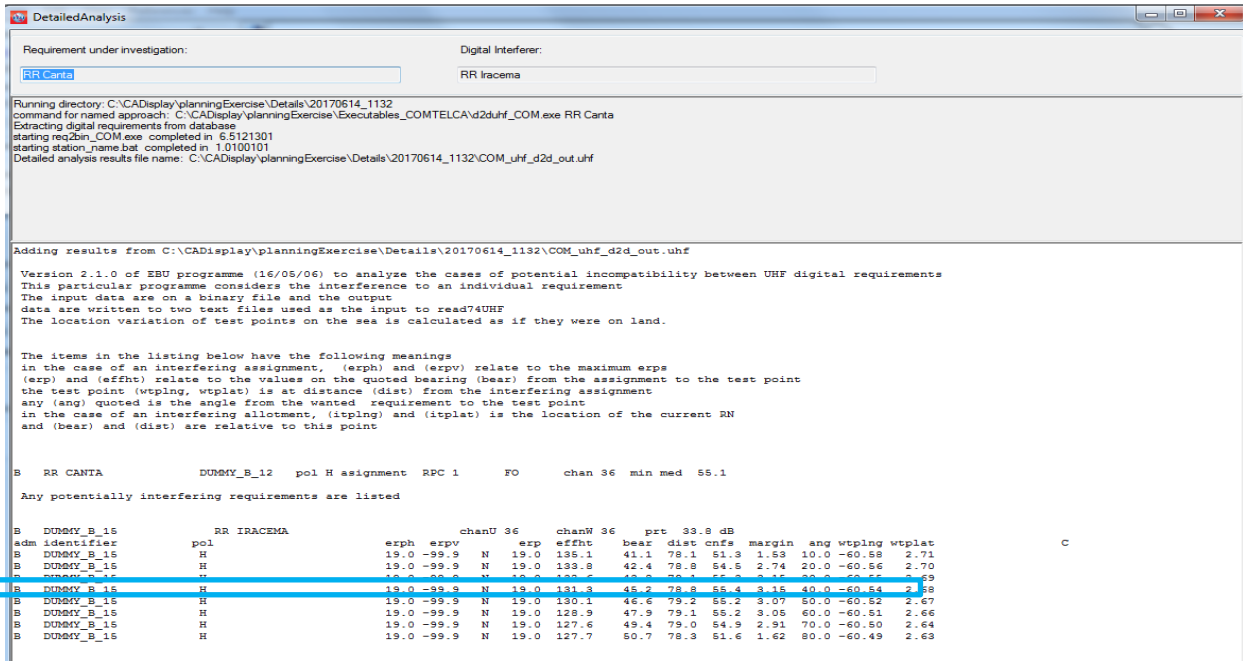 DetailedAnalysis
Requirement under investigation: Digital Interferer:
RR Canta RR Iracema
Running directory: C:\CADisplay\planningExercise\Details\20170614_1132
command for named approach: C:\CADisplay\planningExercise\Executables_COMTELCA\d2duhf_COM.exe RR Canta
Extracting digital requirements from database
starting req2bin_COM.exe completed in 6.5121301
starting station_name.bat completed in 1.0100101
Detailed analysis results file name: C:\CADisplay\planningExercise\Details\20170614_1132\COM_uhf_d2d_out.uhf
Adding results from C:\CADisplay\planningExercise\Details\20170614_1132\COM_uhf_d2d_out.uhf
Version 2.1.0 of EBU programme (16/05/06) to analyze the cases of potential incompatibility between UHF digital requirements
This particular programme considers the interference to an individual requirement
The input data are on a binary file and the output
data are written to two text files used as the input to read74UHF
The location variation of test points on the sea is calculated as if they were on land.
The items in the listing below have the following meanings
in the case of an interfering assignment, (erph) and (erpv) relate to the maximum erps
(erp) and (effht) relate to the values on the quoted bearing (bear) from the assignment to the test point
the test point (wtplng, wtplat) is at distance (dist) from the interfering assignment
any (ang) quoted is the angle from the wanted requirement to the test point
in the case of an interfering allotment, (itplng) and (itplat) is the location of the current RN
and (bear) and (dist) are relative to this point
B RR CANTA DUMMY_B_12 pol H asignment RPC 1 FO chan 36 min med 55.1
Any potentially interfering requirements are listed
B DUMMY_B_15 RR IRACEMA chanU 36 chanW 36 prt 33.8 dB
adm identifier pol erph erpv erp effht bear dist cnfs margin ang wtplng wtplat C
B DUMMY_B_15 H 19.0 -99.9 N 19.0 135.1 41.1 78.1 51.3 1.53 10.0 -60.58 2.71
B DUMMY_B_15 H 19.0 -99.9 N 19.0 133.8 42.4 78.8 54.5 2.74 20.0 -60.56 2.70
B DUMMY_B_15 H 19.0 -99.9 N 19.0
B DUMMY_B_15 H 19.0 -99.9 N 19.0 131.3 45.2 78.8 55.4 3.15 40.0 -60.54
B DUMMY_B_15 H 19.0 -99.9 N 19.0 130.1 46.6 79.2 55.2 3.07 50.0 -60.52 2.67
B DUMMY_B_15 H 19.0 -99.9 N 19.0 128.9 47.9 79.1 55.2 3.05 60.0 -60.51 2.66
B DUMMY_B_15 H 19.0 -99.9 N 19.0 127.6 49.4 79.0 54.9 2.91 70.0 -60.50 2.64
B DUMMY_B_15 H 19.0 -99.9 N 19.0 127.7 50.7 78.3 51.6 1.62 80.0 -60.49 2.63